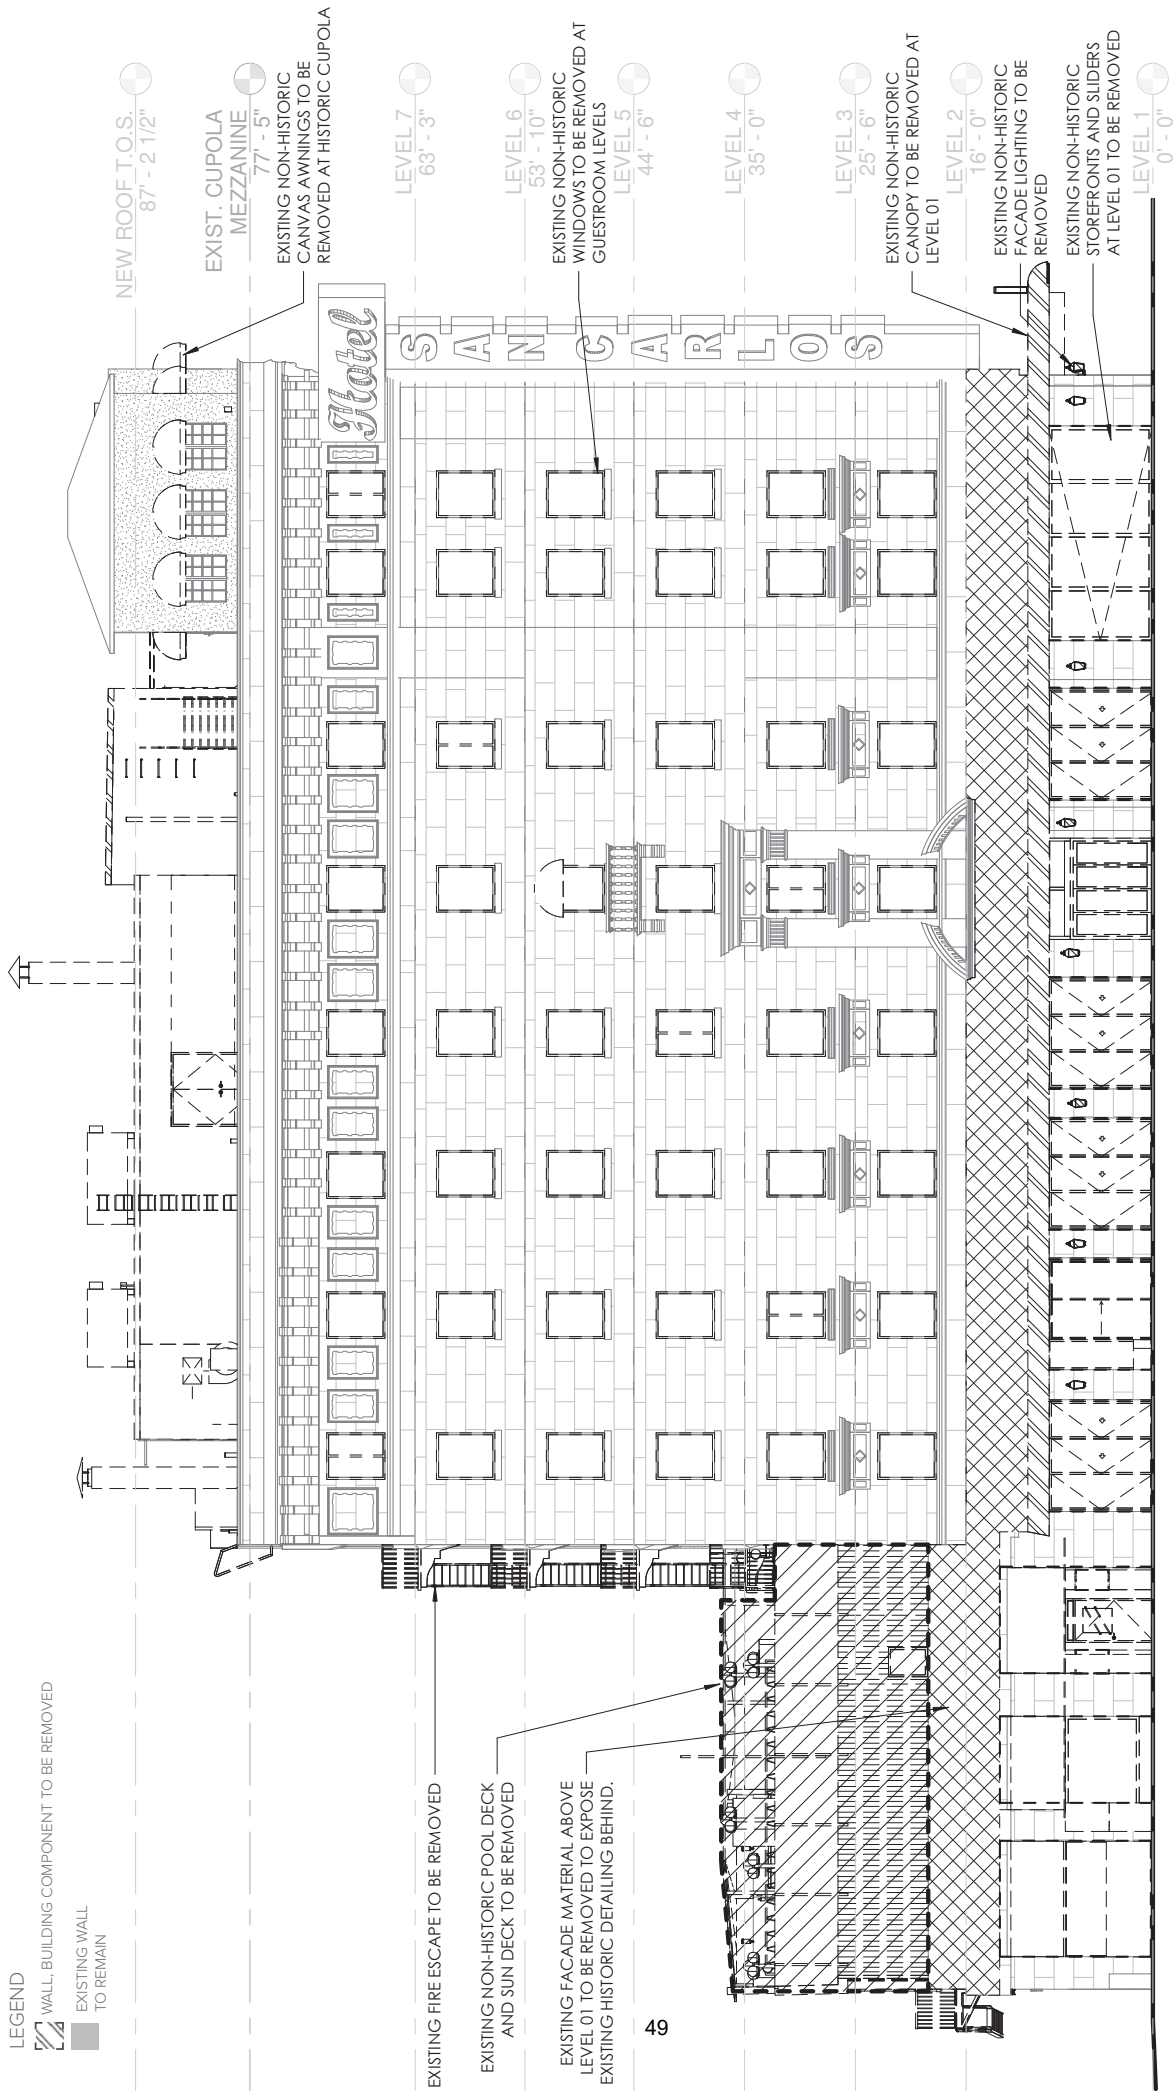 LEGEND
WALL, BUILDING COMPONENT TO BE REMOVED
EXISTING WALL
TO REMAIN
EXISTING FIRE ESCAPE TO BE REMOVED
EXISTING NON-HISTORIC POOL DECK
AND SUN DECK TO BE REMOVED
EXISTING FACADE MATERIAL ABOVE
LEVEL 01 TO BE REMOVED TO EXPOSE
EXISTING HISTORIC DETAILING BEHIND.
Hotel
SAN CARLOS
NEW ROOF T.O.S.
87' - 2 1/2"
EXIST. CUPOLA
MEZZANINE
77' - 5"
EXISTING NON-HISTORIC
CANVAS AWNINGS TO BE
REMOVED AT HISTORIC CUPOLA
LEVEL 7
63' - 3"
LEVEL 6
53' - 10"
EXISTING NON-HISTORIC
WINDOWS TO BE REMOVED AT
GUESTROOM LEVELS
LEVEL 5
44' - 6"
LEVEL 4
35' - 0"
LEVEL 3
25' - 6"
EXISTING NON-HISTORIC
CANOPY TO BE REMOVED AT
LEVEL 01
LEVEL 2
16' - 0"
EXISTING NON-HISTORIC
FACADE LIGHTING TO BE
REMOVED
EXISTING NON-HISTORIC
STOREFRONTS AND SLIDERS
AT LEVEL 01 TO BE REMOVED
LEVEL 1
0' - 0"
49